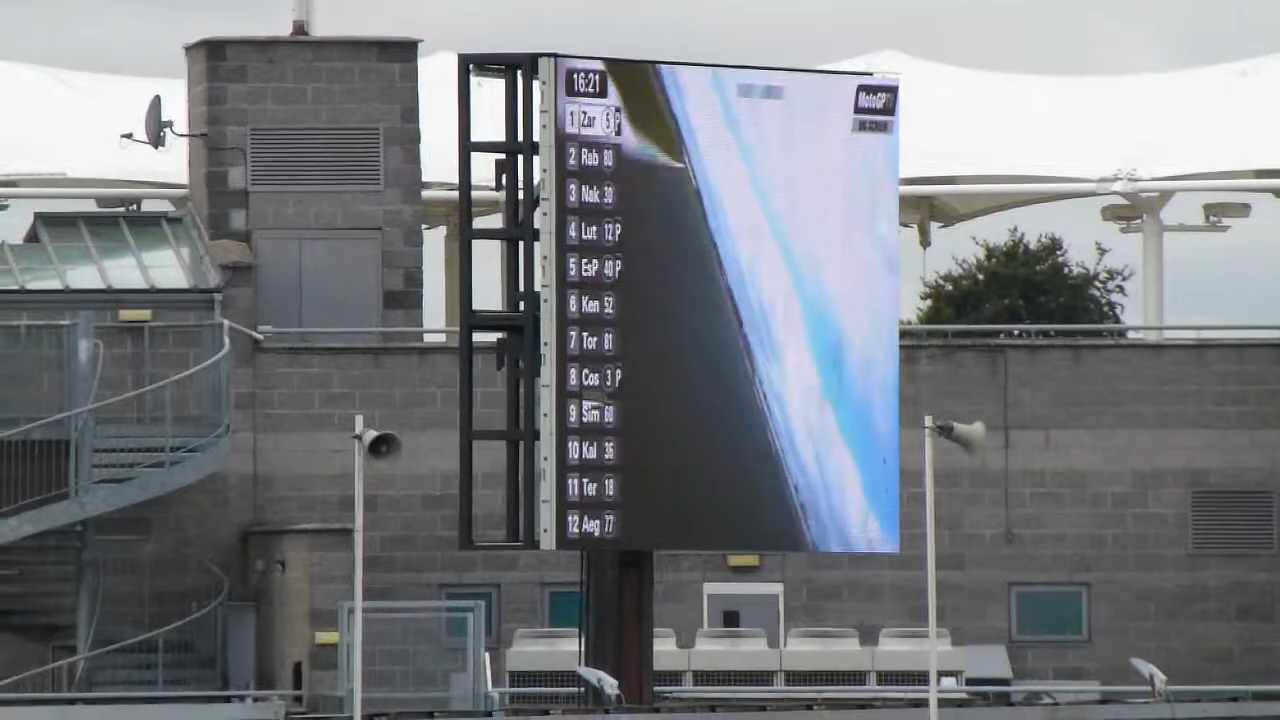 16:21
MotoGP
BIG SCREEN
1 Zar 5 P
2 Rab 80
3 Nak 30
4 Lut 12 P
5 EsP 40 P
6 Ken 52
7 Tor 81
8 Cos 3 P
9 Sim 60
10 Kal 36
11 Ter 18
12 Aeg 77